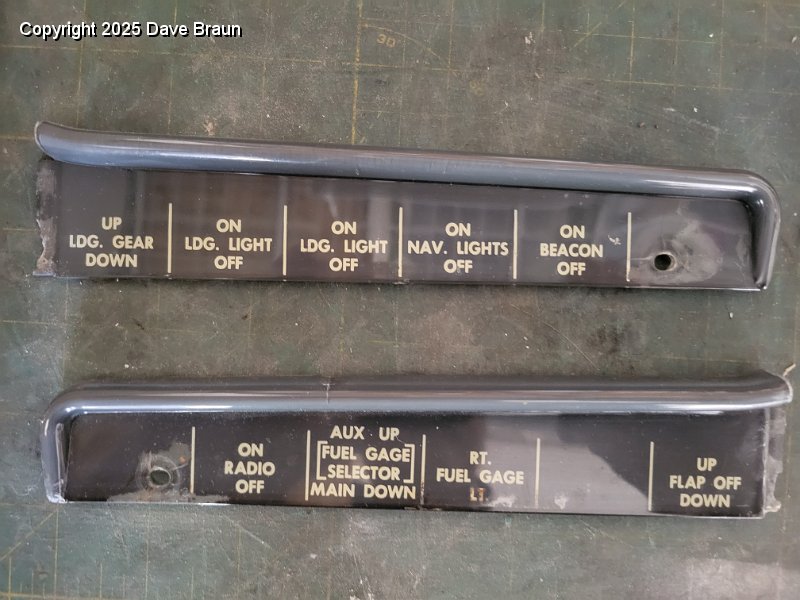 Copyright 2025 Dave Braun
30
UP
LDG. GEAR
DOWN
ON
LDG. LIGHT
OFF
ON
LDG. LIGHT
OFF
ON
NAV. LIGHTS
OFF
ON
BEACON
OFF
ON
RADIO
OFF
AUX UP
[FUEL GAGE
SELECTOR]
MAIN DOWN
RT.
FUEL GAGE
UP
FLAP OFF
DOWN